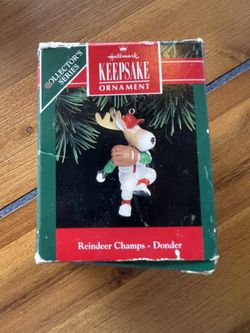 COLLECTOR'S
SERIES
Hallmark
KEEPSAKE
ORNAMENT
Reindeer Champs - Donder